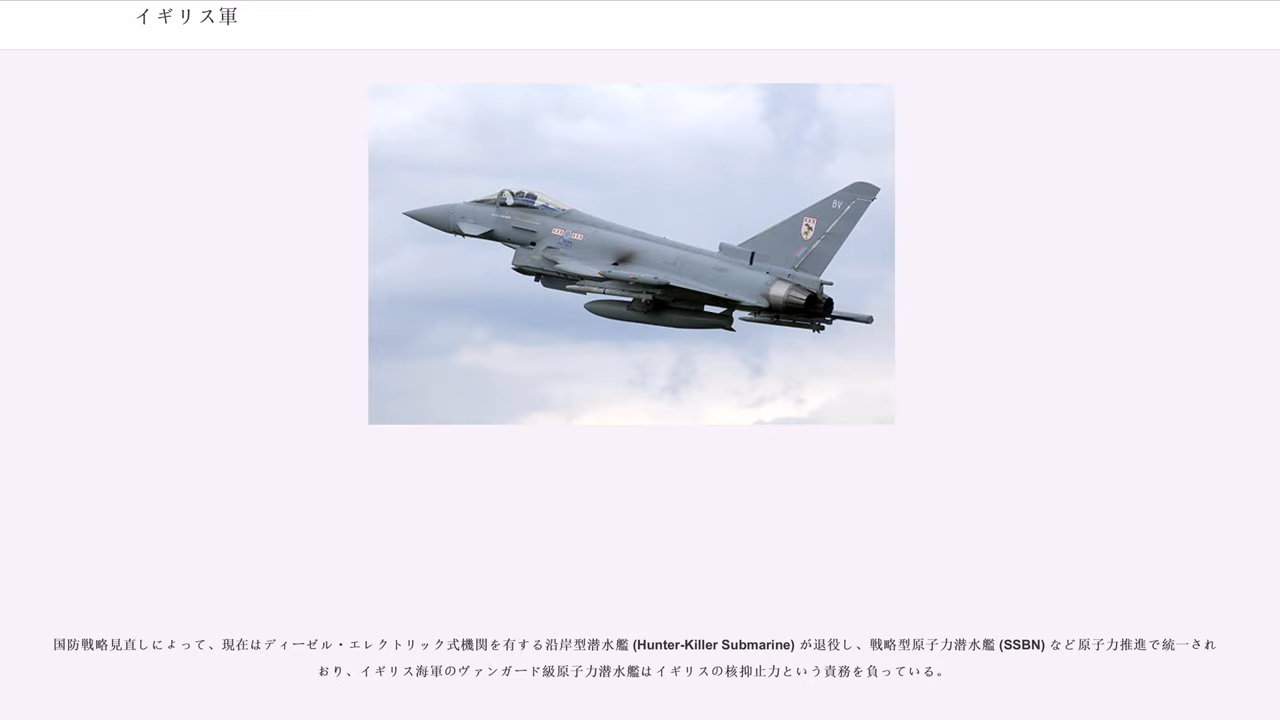 イギリス軍
BV
国防戦略見直しによって、現在はディーゼル・エレクトリック式機関を有する沿岸型潜水艦 (Hunter-Killer Submarine) が退役し、戦略型原子力潜水艦 (SSBN) など原子力推進で統一され
おり、イギリス海軍のヴァンガード級原子力潜水艦はイギリスの核抑止力という責務を負っている。